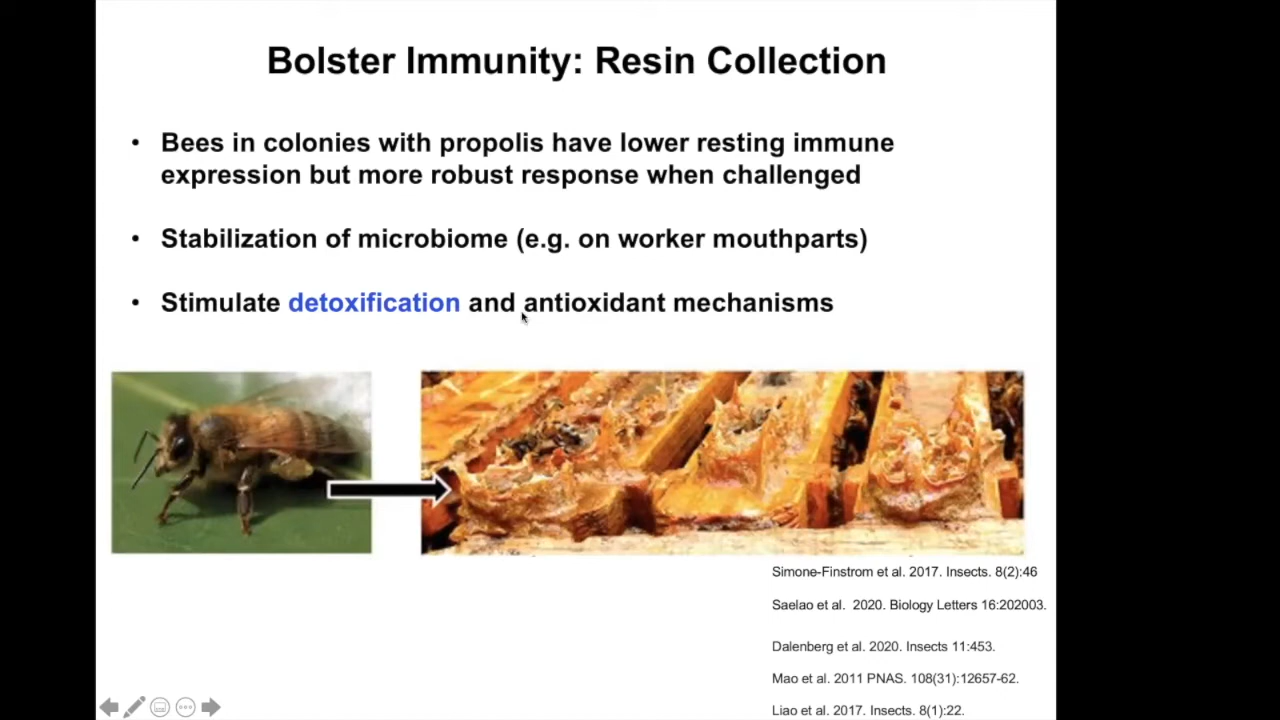 Bolster Immunity: Resin Collection
• Bees in colonies with propolis have lower resting immune
expression but more robust response when challenged
• Stabilization of microbiome (e.g. on worker mouthparts)
• Stimulate detoxification and antioxidant mechanisms
Simone-Finstrom et al. 2017. Insects. 8(2):46
Saelao et al.  2020. Biology Letters 16:202003.
Dalenberg et al. 2020. Insects 11:453.
Mao et al. 2011 PNAS. 108(31):12657-62.
Liao et al. 2017. Insects. 8(1):22.